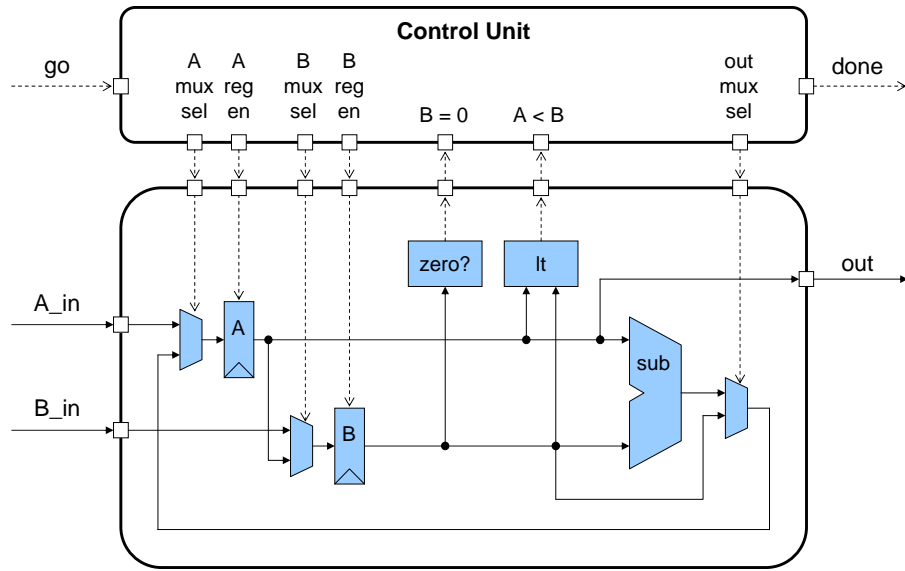 Control Unit
go
A
mux
sel
A
reg
en
B
mux
sel
B
reg
en
B = 0
A < B
out
mux
sel
done
zero?
lt
out
A_in
A
sub
B_in
B